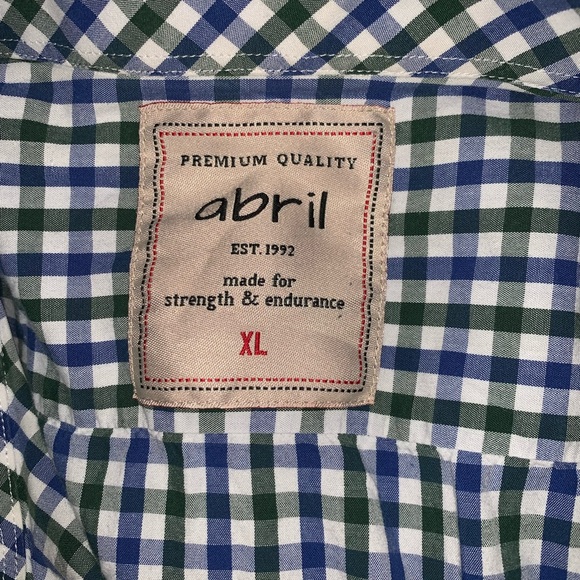 PREMIUM QUALITY
abril
EST. 1992
made for
strength & endurance
XL